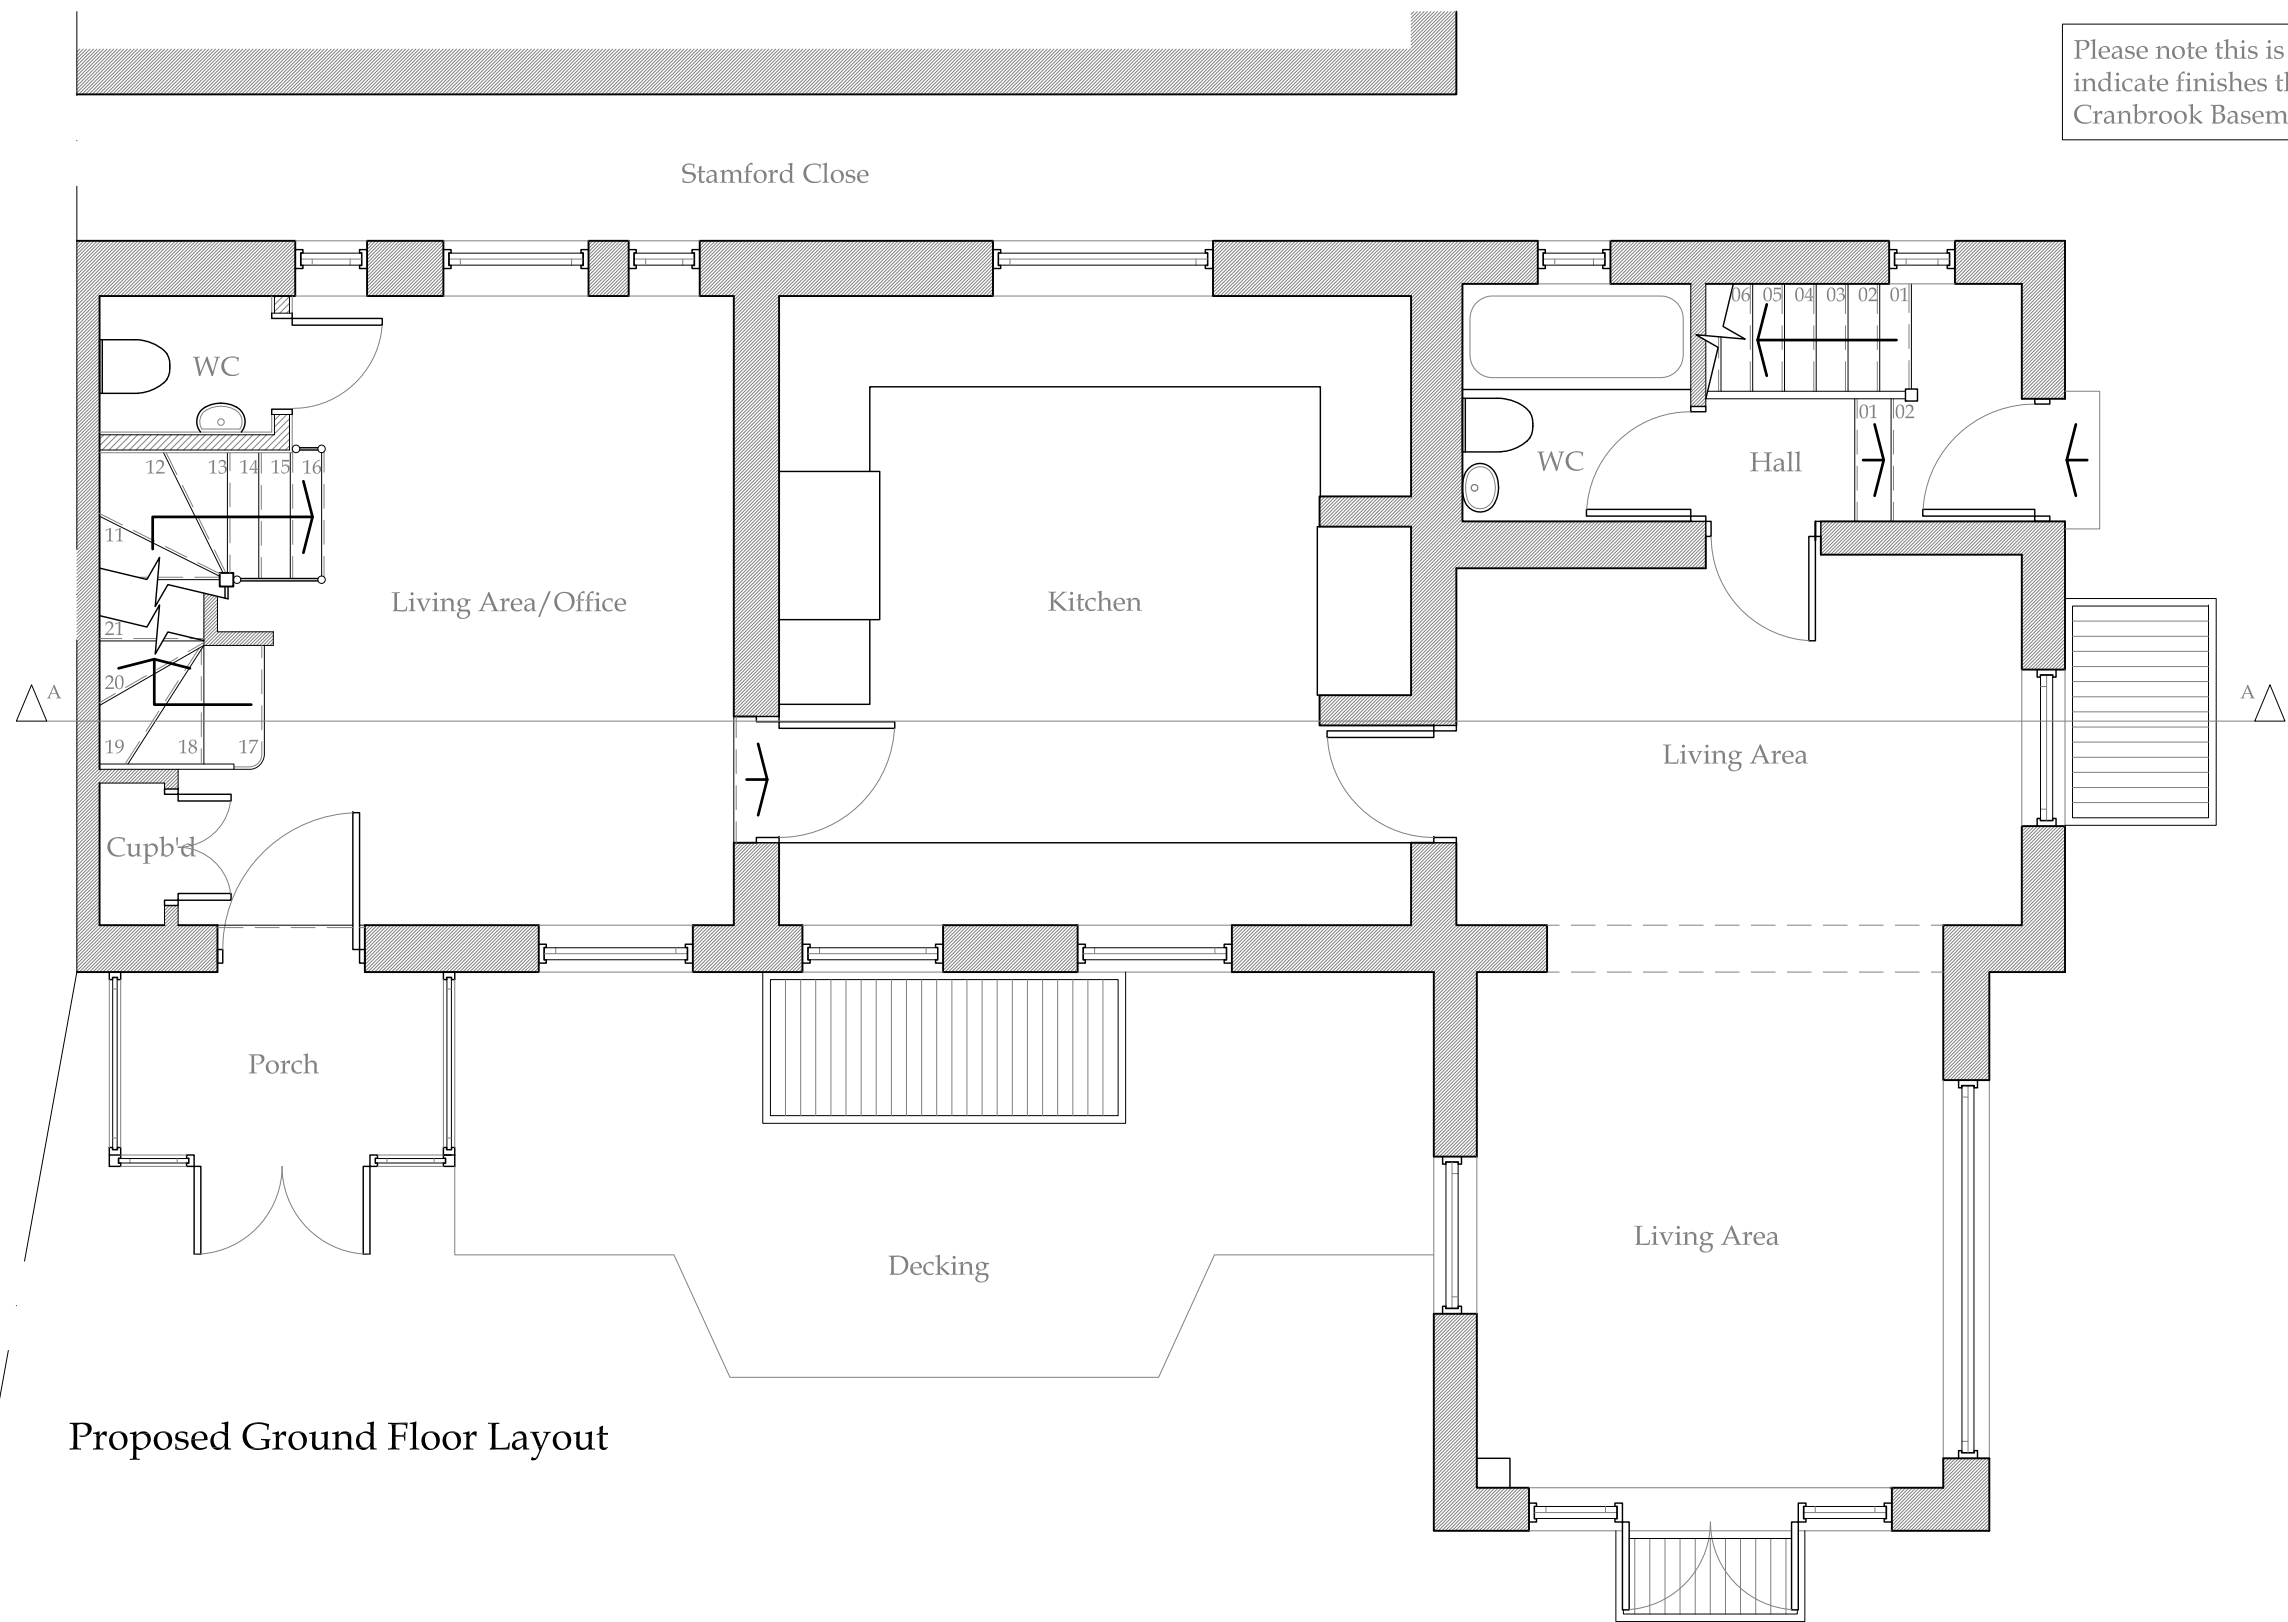 Please note this is
indicate finishes th
Cranbrook Basem
Stamford Close
06 05 04 03 02 01
WC
01 02
12 13 14 15 16
WC
Hall
11
Living Area/Office
Kitchen
21
20
A
A
19 18 17
Living Area
Cupb'd
Porch
Living Area
Decking
Proposed Ground Floor Layout